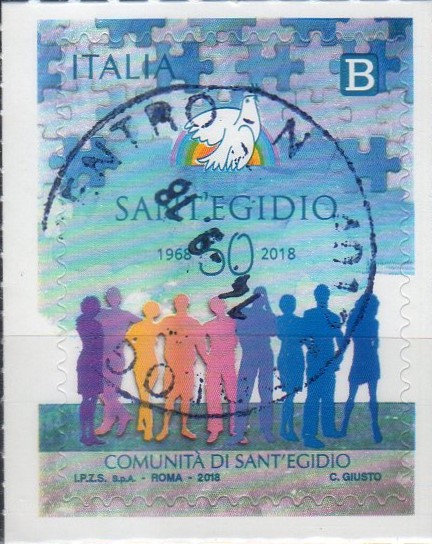 ITALIA B
SANT'EGIDIO
1968 50 2018
COMUNITÀ DI SANT'EGIDIO
I.P.Z.S. S.p.A. - ROMA - 2018 C. GIUSTO